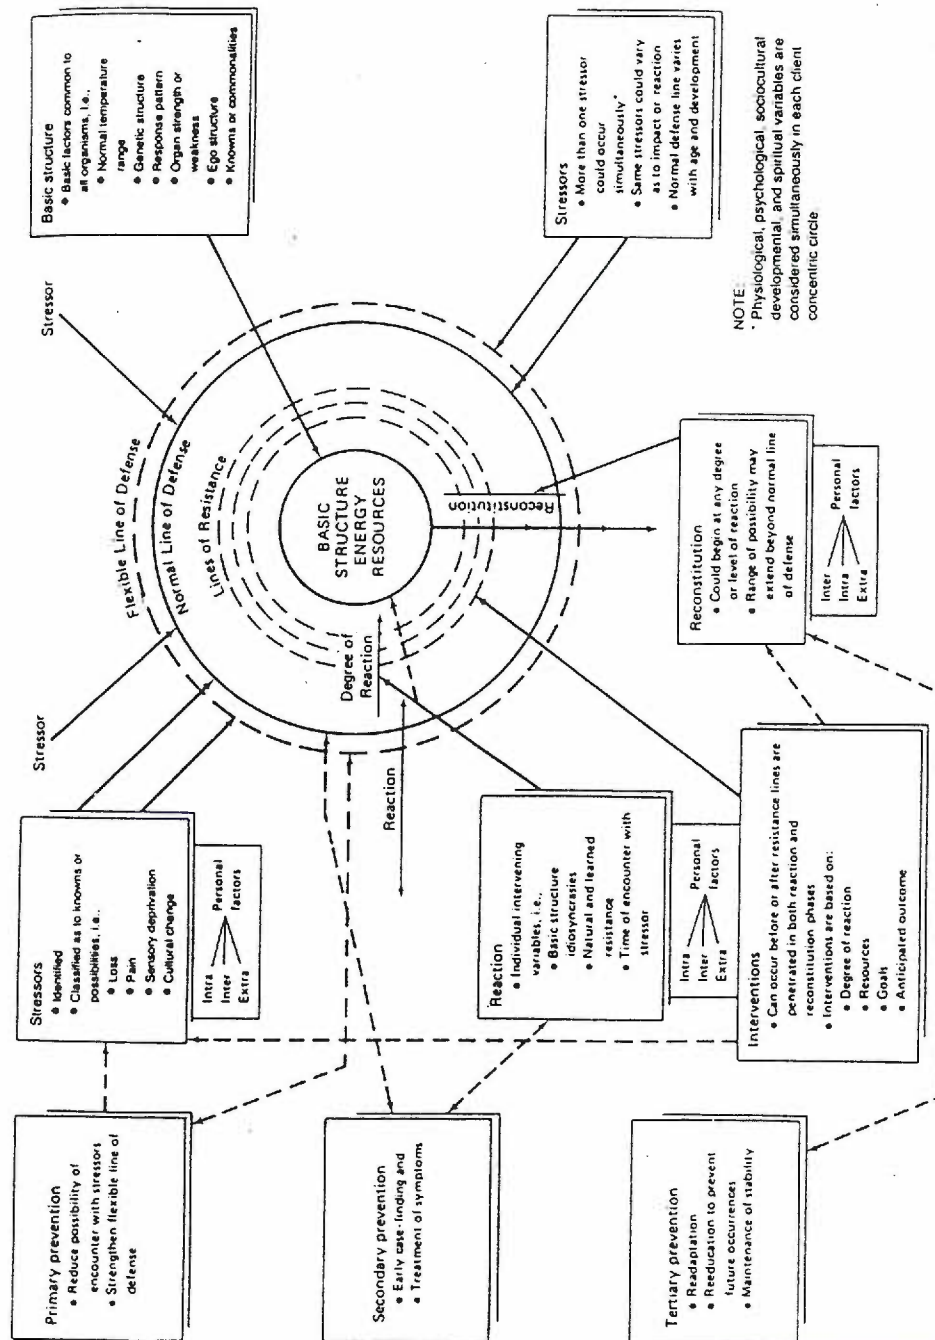 Primary prevention
• Reduce possibility of
encounter with stressors
• Strengthen flexible line of
defense
Secondary prevention
• Early case-finding and
• Treatment of symptoms
Tertiary prevention
• Readaptation
• Reeducation to prevent
future occurrences
• Maintenance of stability
Stressors
• Identified
• Classified as to knowns or
possibilities, i.e.,
• Loss
• Pain
• Sensory deprivation
• Cultural change
Intra
Inter
Extra
Personal
factors
Reaction
• Individual intervening
variables, i.e.,
• Basic structure
idiosyncrasies
• Natural and learned
resistance
• Time of encounter with
stressor
Intra
Inter
Extra
Personal
factors
Interventions
• Can occur before or after resistance lines are
penetrated in both reaction and
reconstitution phases
• Interventions are based on:
• Degree of reaction
• Resources
• Goals
• Anticipated outcome
Stressor
Stressor
Flexible Line of Defense
Normal Line of Defense
Lines of Resistance
BASIC
STRUCTURE
ENERGY
RESOURCES
Degree of
Reaction
Reaction
Reconstitution
Reconstitution
• Could begin at any degree
or level of reaction
• Range of possibility may
extend beyond normal line
of defense
Inter
Intra
Extra
Personal
factors
Basic structure
• Basic factors common to
all organisms, i.e.,
• Normal temperature
range
• Genetic structure
• Response pattern
• Organ strength or
weakness
• Ego structure
• Knowns or commonalities
Stressors
• More than one stressor
could occur
simultaneously*
• Same stressors could vary
as to impact or reaction
• Normal defense line varies
with age and development
NOTE:
* Physiological, psychological, sociocultural
developmental, and spiritual variables are
considered simultaneously in each client
concentric circle